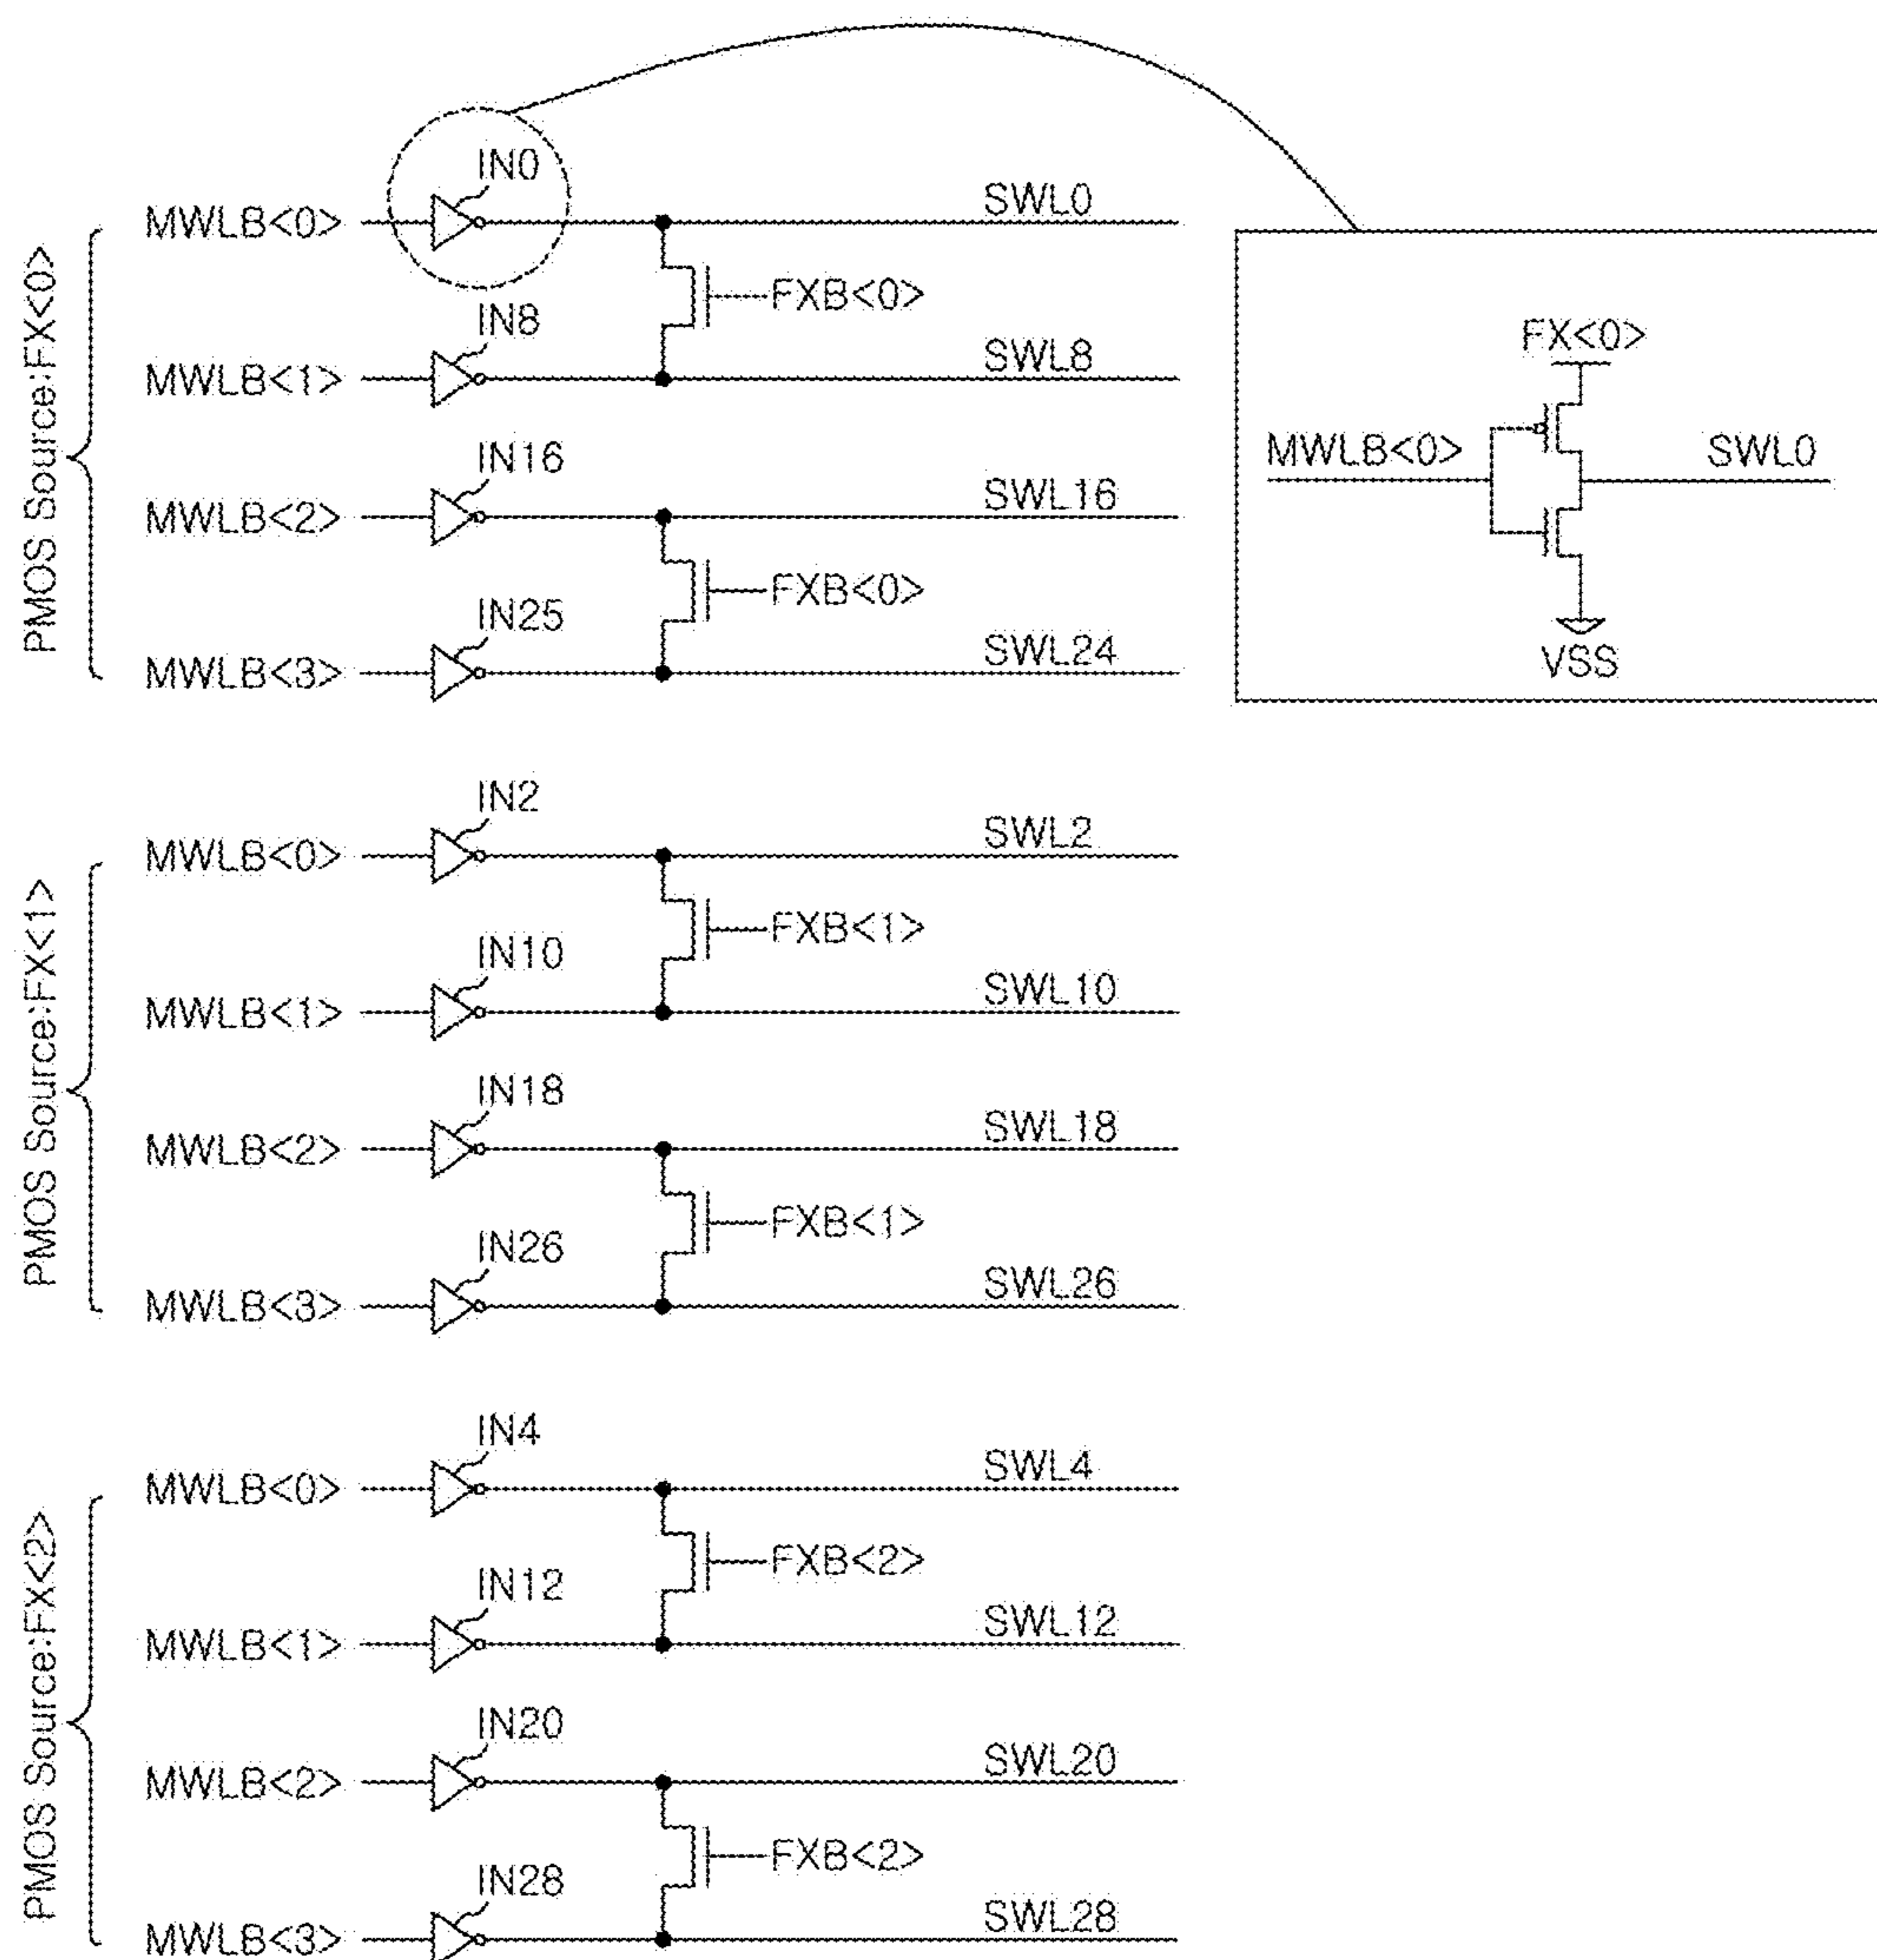 PMOS Source:FX<0>
IN0
MWLB<0>
SWL0
FXB<0>
IN8
MWLB<1>
SWL8
IN16
MWLB<2>
SWL16
FXB<0>
IN25
MWLB<3>
SWL24
FX<0>
MWLB<0>
SWL0
VSS
PMOS Source:FX<1>
IN2
MWLB<0>
SWL2
FXB<1>
IN10
MWLB<1>
SWL10
IN18
MWLB<2>
SWL18
FXB<1>
IN26
MWLB<3>
SWL26
PMOS Source:FX<2>
IN4
MWLB<0>
SWL4
FXB<2>
IN12
MWLB<1>
SWL12
IN20
MWLB<2>
SWL20
FXB<2>
IN28
MWLB<3>
SWL28